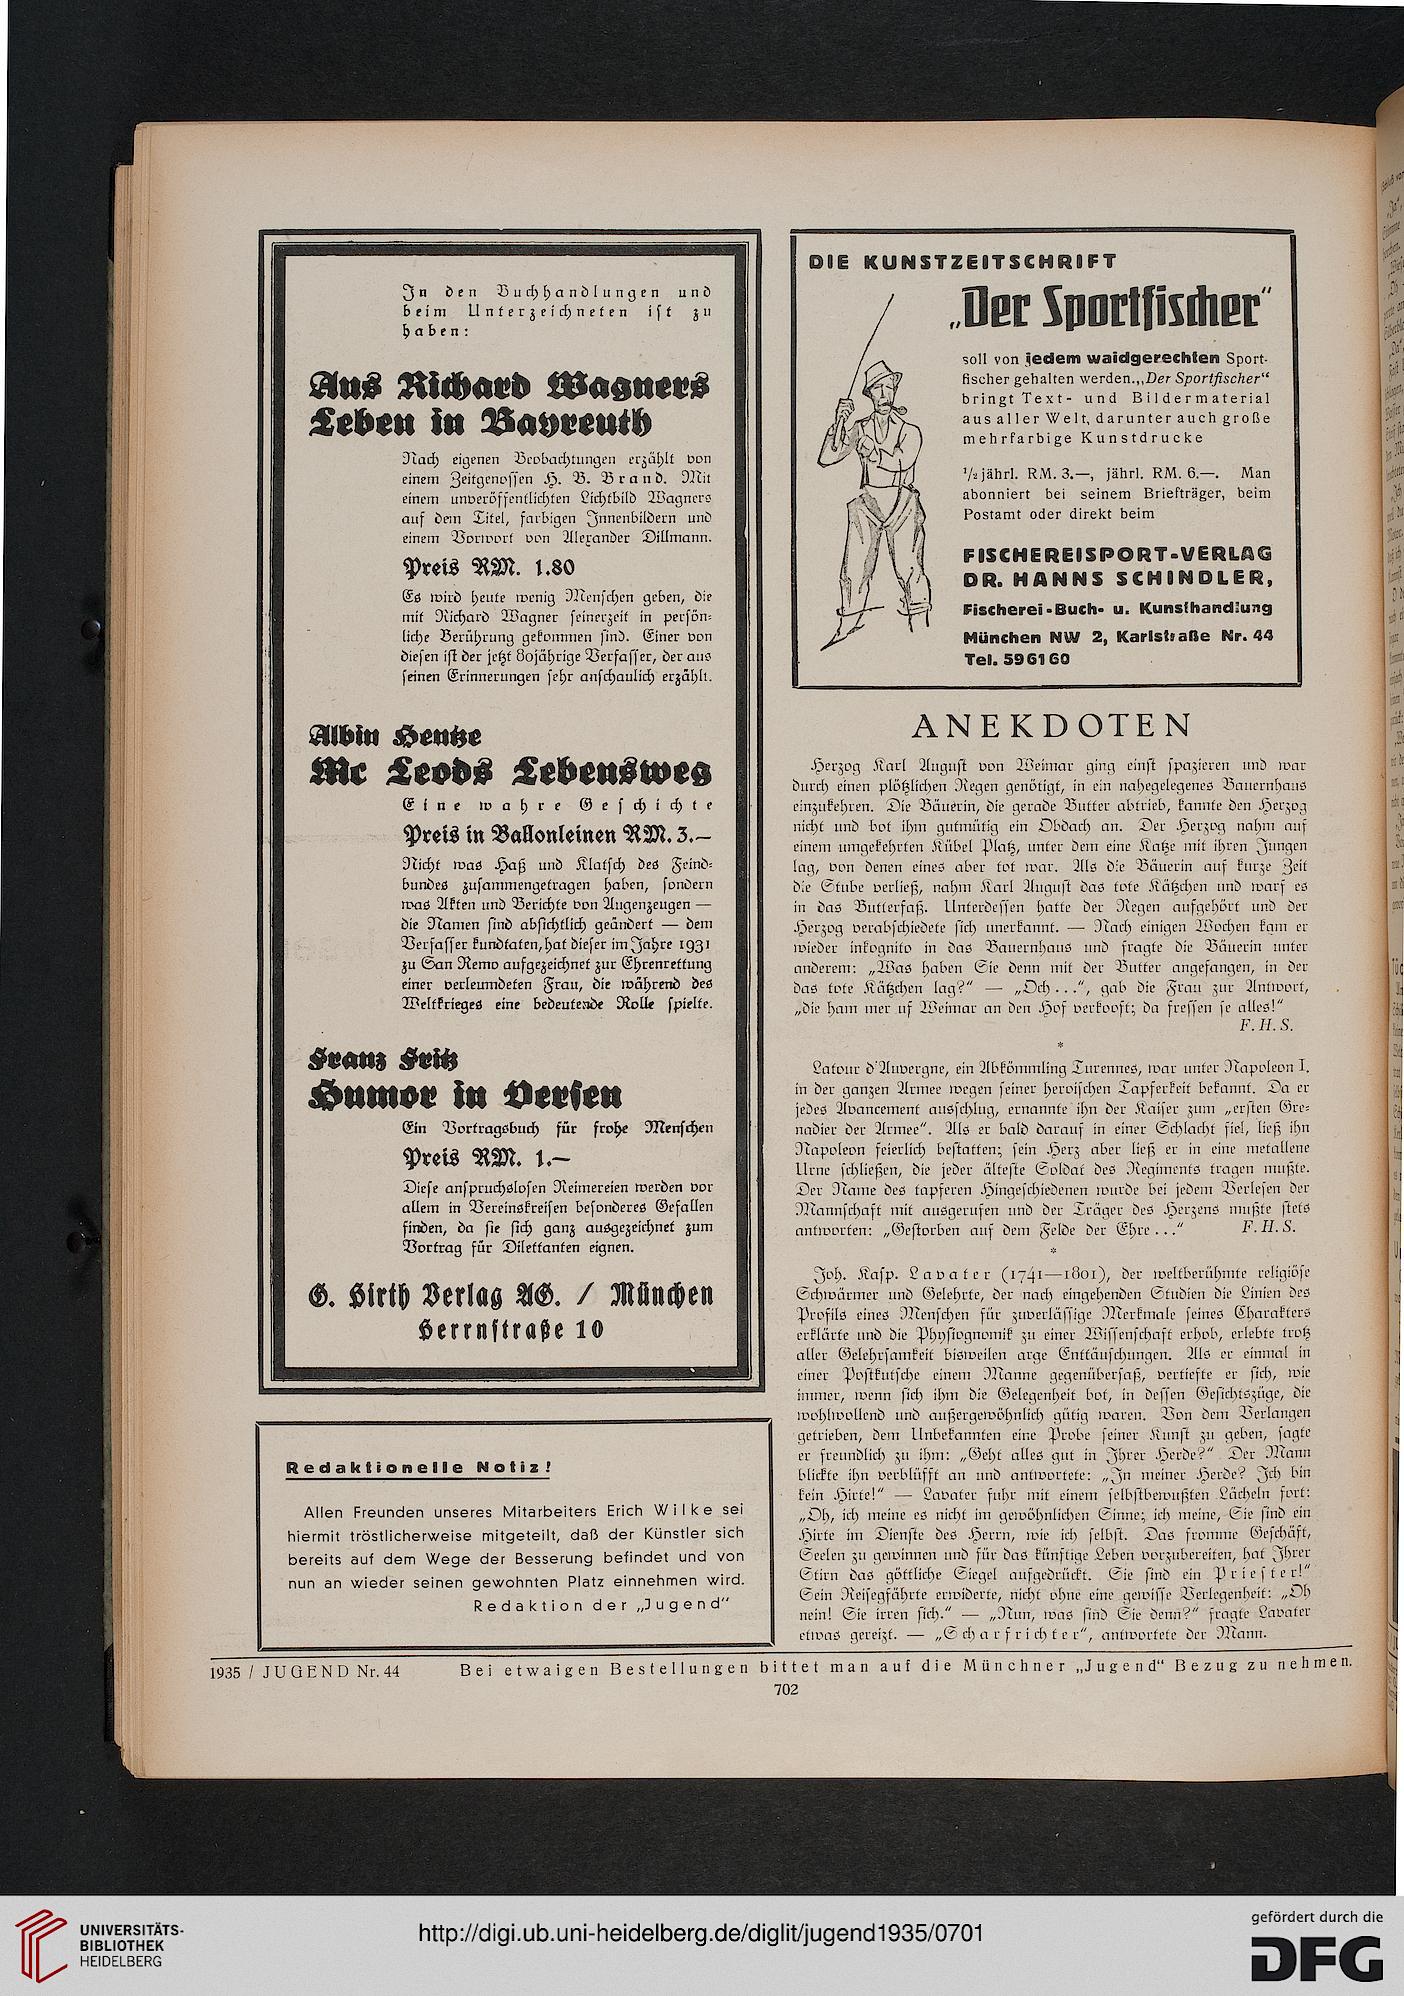 In den Buchhandlungen und
beim Unterzeichneten ist zu
haben:
Aus Richard Wagners
Leben in Bayreuth
Nach eigenen Beobachtungen erzählt von
einem Zeitgenossen H. B. Brand. Mit
einem unveröffentlichten Lichtbild Wagners
auf dem Titel, farbigen Innenbildern und
einem Vorwort von Alexander Dillmann.
Preis RM. 1.80
Es wird heute wenig Menschen geben, die
mit Richard Wagner seinerzeit in persön-
liche Berührung gekommen sind. Einer von
diesen ist der jetzt 80jährige Verfasser, der aus
seinen Erinnerungen sehr anschaulich erzählt.
Albin Hentze
Mc Leods Lebensweg
Eine wahre Geschichte
Preis in Ballonleinen RM. 3.—
Nicht was Haß und Klatsch des Feind-
bundes zusammengetragen haben, sondern
was Akten und Berichte von Augenzeugen —
die Namen sind absichtlich geändert — dem
Verfasser kundtaten, hat dieser im Jahre 1931
zu San Remo aufgezeichnet zur Ehrenrettung
einer verleumdeten Frau, die während des
Weltkrieges eine bedeutende Rolle spielte.
Franz Fritz
Humor in Versen
Ein Vortragsbuch für frohe Menschen
Preis RM. 1.—
Diese anspruchslosen Reimereien werden vor
allem in Vereinskreisen besonderes Gefallen
finden, da sie sich ganz ausgezeichnet zum
Vortrag für Dilettanten eignen.
G. Hirth Verlag AG. / München
Herrnstraße 10
Redaktionelle Notiz!
Allen Freunden unseres Mitarbeiters Erich Wilke sei
hiermit tröstlicherweise mitgeteilt, daß der Künstler sich
bereits auf dem Wege der Besserung befindet und von
nun an wieder seinen gewohnten Platz einnehmen wird.
Redaktion der „Jugend“
DIE KUNSTZEITSCHRIFT
„Der Sportfischer“
soll von jedem waidgerechten Sport-
fischer gehalten werden. „Der Sportfischer“
bringt Text- und Bildermaterial
aus aller Welt, darunter auch große
mehrfarbige Kunstdrucke
1/2 jährl. RM. 3.—, jährl. RM. 6.—. Man
abonniert bei seinem Briefträger, beim
Postamt oder direkt beim
FISCHEREISPORT-VERLAG
DR. HANNS SCHINDLER,
Fischerei-Buch- u. Kunsthandlung
München NW 2, Karlstraße Nr. 44
Tel. 596160
ANEKDOTEN
Herzog Karl August von Weimar ging einst spazieren und war
durch einen plötzlichen Regen genötigt, in ein nahegelegenes Bauernhaus
einzukehren. Die Bäuerin, die gerade Butter abtrieb, kannte den Herzog
nicht und bot ihm gutmütig ein Obdach an. Der Herzog nahm auf
einem umgekehrten Kübel Platz, unter dem eine Katze mit ihren Jungen
lag, von denen eines aber tot war. Als die Bäuerin auf kurze Zeit
die Stube verließ, nahm Karl August das tote Kätzchen und warf es
in das Butterfaß. Unterdessen hatte der Regen aufgehört und der
Herzog verabschiedete sich unerkannt. — Nach einigen Wochen kam er
wieder inkognito in das Bauernhaus und fragte die Bäuerin unter
anderem: „Was haben Sie denn mit der Butter angefangen, in der
das tote Kätzchen lag?“ — „Och . . .“, gab die Frau zur Antwort,
„die ham mer uf Weimar an den Hof verkooft; da fressen se alles!“
F. H. S.
*
Latour d'Auvergne, ein Abkömmling Turennes, war unter Napoleon I.
in der ganzen Armee wegen seiner heroischen Tapferkeit bekannt. Da er
jedes Avancement ausschlug, ernannte ihn der Kaiser zum „ersten Gre-
nadier der Armee“. Als er bald darauf in einer Schlacht fiel, ließ ihn
Napoleon feierlich bestatten; sein Herz aber ließ er in eine metallene
Urne schließen, die jeder älteste Soldat des Regiments tragen mußte.
Der Name des tapferen Hingeschiedenen wurde bei jedem Verlesen der
Mannschaft mit ausgerufen und der Träger des Herzens mußte stets
antworten: „Gestorben auf dem Felde der Ehre . . .“ F. H. S.
*
Joh. Kasp. Lavater (1741—1801), der weltberühmte religiöse
Schwärmer und Gelehrte, der nach eingehenden Studien die Linien des
Profils eines Menschen für zuverlässige Merkmale seines Charakters
erklärte und die Physiognomik zu einer Wissenschaft erhob, erlebte trotz
aller Gelehrsamkeit bisweilen arge Enttäuschungen. Als er einmal in
einer Postkutsche einem Manne gegenübersaß, vertiefte er sich, wie
immer, wenn sich ihm die Gelegenheit bot, in dessen Gesichtszüge, die
wohlwollend und außergewöhnlich gütig waren. Von dem Verlangen
getrieben, dem Unbekannten eine Probe seiner Kunst zu geben, sagte
er freundlich zu ihm: „Geht alles gut in Ihrer Herde?“ Der Mann
blickte ihn verblüfft an und antwortete: „In meiner Herde? Ich bin
kein Hirte!“ — Lavater fuhr mit einem selbstbewußten Lächeln fort:
„Oh, ich meine es nicht im gewöhnlichen Sinne; ich meine, Sie sind ein
Hirte im Dienste des Herrn, wie ich selbst. Das fromme Geschäft,
Seelen zu gewinnen und für das künftige Leben vorzubereiten, hat Ihrer
Stirn das göttliche Siegel aufgedrückt. Sie sind ein Priester!“
Sein Reisegefährte erwiderte, nicht ohne eine gewisse Verlegenheit: „Oh
nein! Sie irren sich.“ — „Nun, was sind Sie denn?“ fragte Lavater
etwas gereizt. — „Scharfrichter“, antwortete der Mann.
1935 / JUGEND Nr. 44 Bei etwaigen Bestellungen bittet man auf die Münchner „Jugend“ Bezug zu nehmen.
702
UNIVERSITÄTS-
BIBLIOTHEK
HEIDELBERG
http://digi.ub.uni-heidelberg.de/diglit/jugend1935/0701
gefördert durch die
DFG